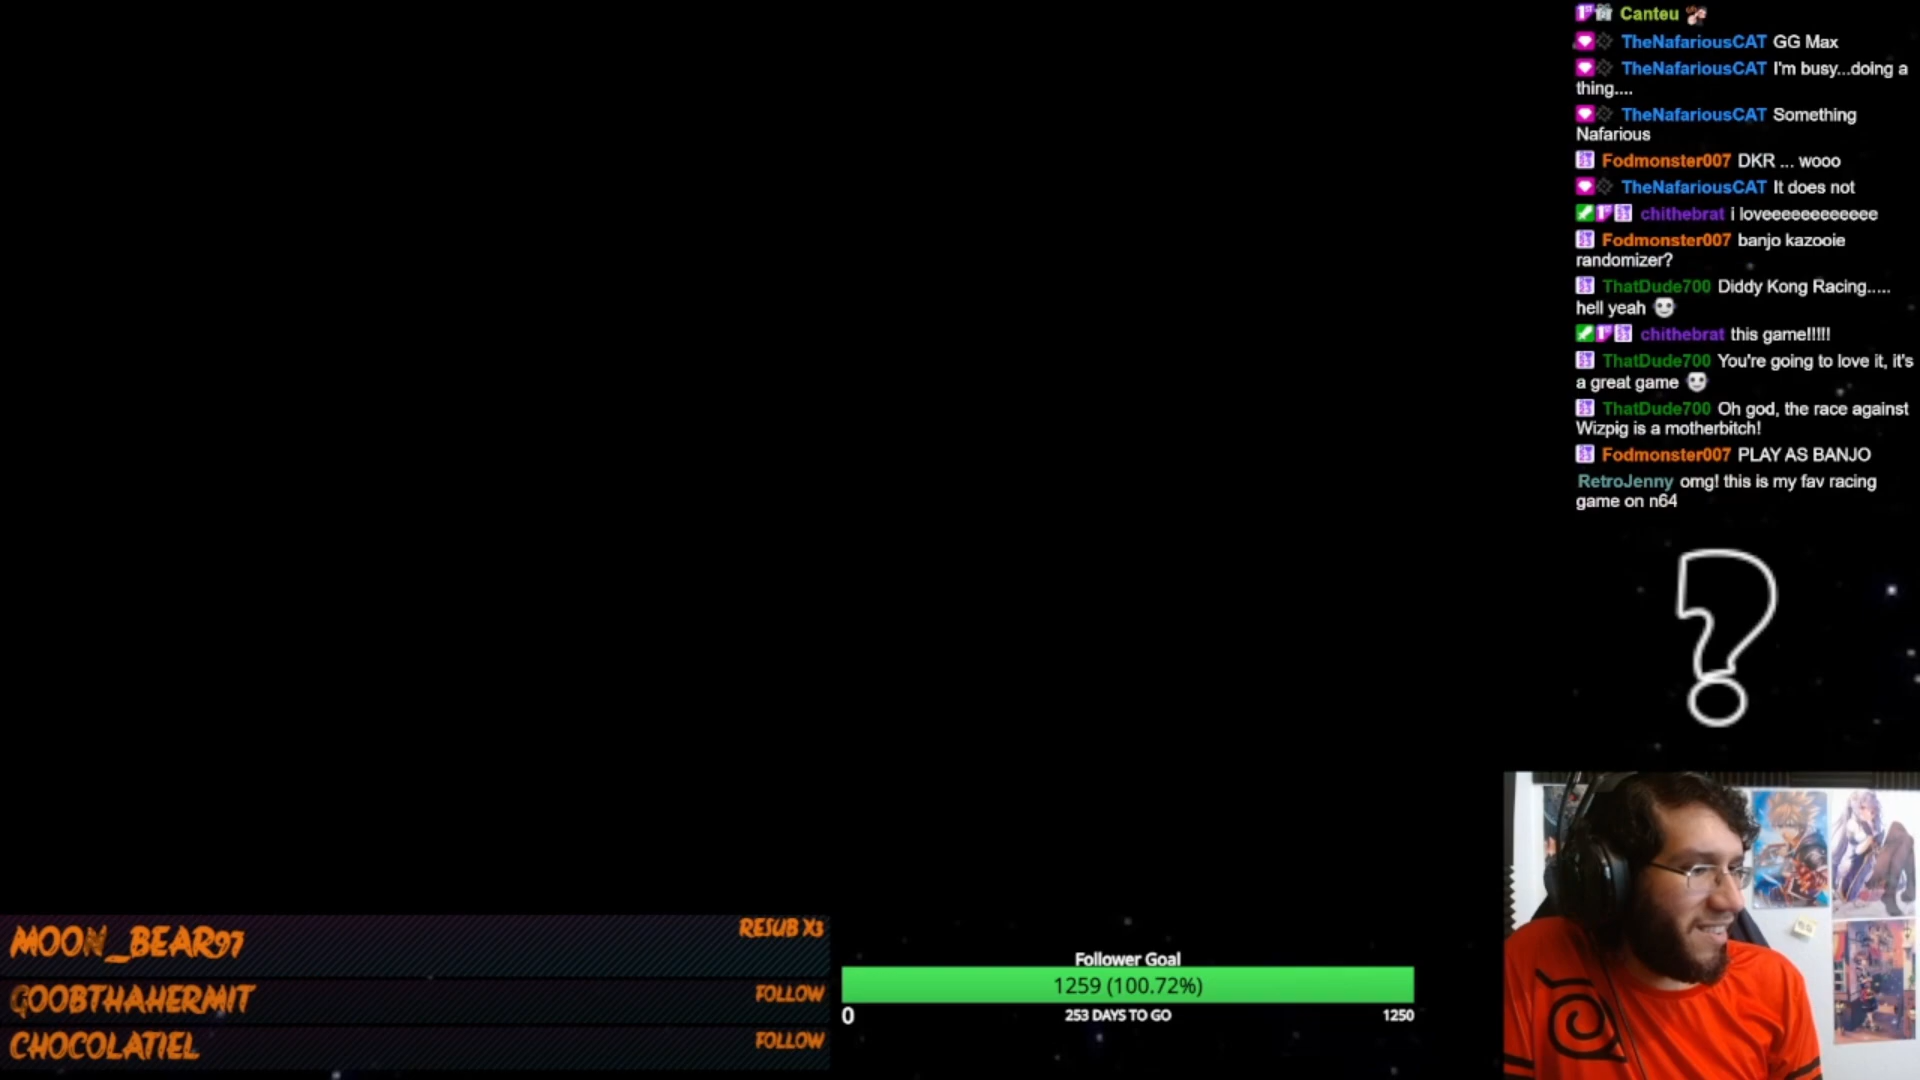 Canteu
TheNafariousCAT GG Max
TheNafariousCAT I'm busy...doing a
thing....
TheNafariousCAT Something
Nafarious
Fodmonster007 DKR ... wooo
TheNafariousCAT It does not
chithebrat i loveeeeeeeeeeee
Fodmonster007 banjo kazooie
randomizer?
ThatDude700 Diddy Kong Racing.....
hell yeah
chithebrat this game!!!!!
ThatDude700 You're going to love it, it's
a great game
ThatDude700 Oh god, the race against
Wizpig is a motherbitch!
Fodmonster007 PLAY AS BANJO
RetroJenny omg! this is my fav racing
game on n64
?
MOON_BEAR97 RESUB X3
GOOBTHAHERMIT FOLLOW
CHOCOLATIEL FOLLOW
Follower Goal
1259 (100.72%)
0 253 DAYS TO GO 1250